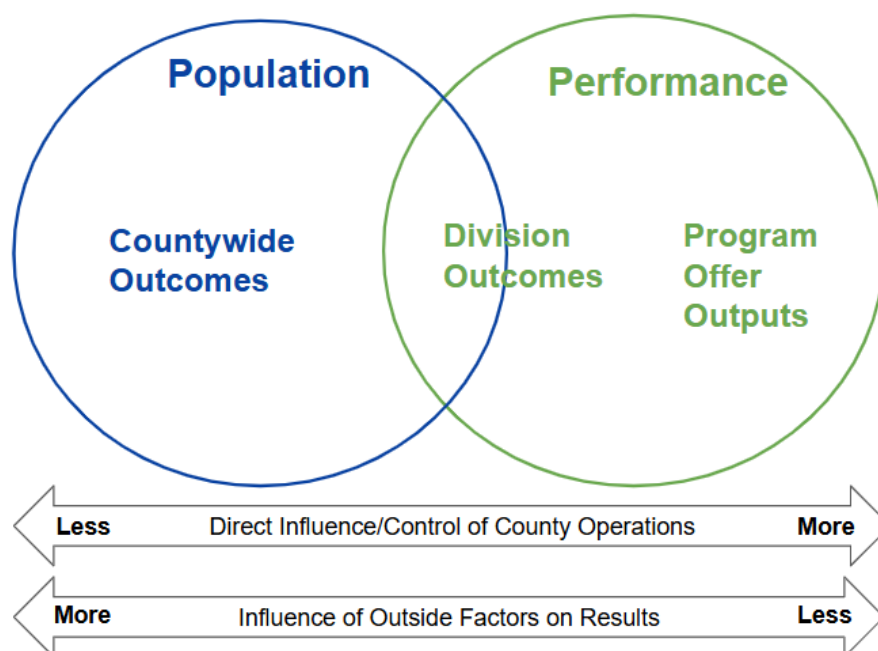 Population
Performance
Countywide
Outcomes
Division
Outcomes
Program
Offer
Outputs
Less Direct Influence/Control of County Operations More
More Influence of Outside Factors on Results Less